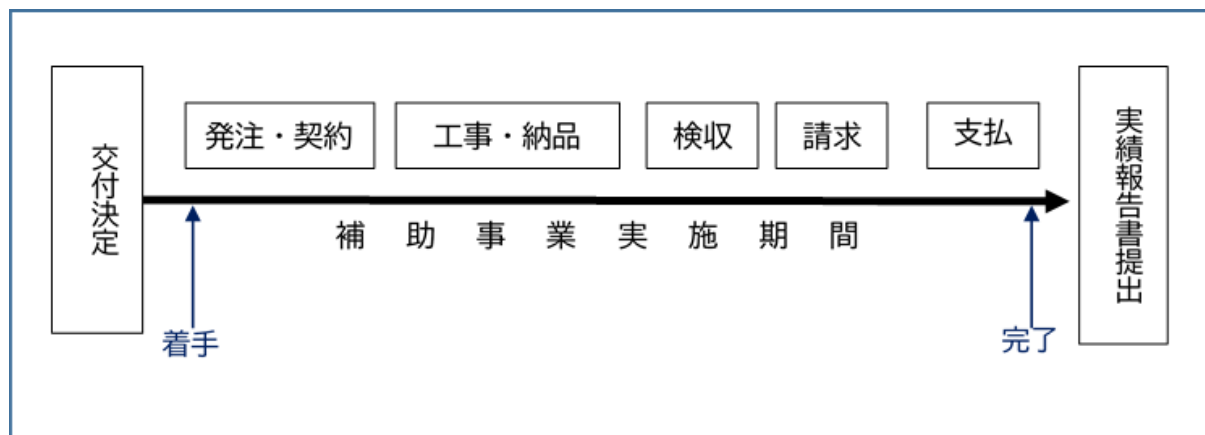 交付決定
発注・契約
工事・納品
検収
請求
支払
実績報告書提出
補助事業実施期間
着手
完了